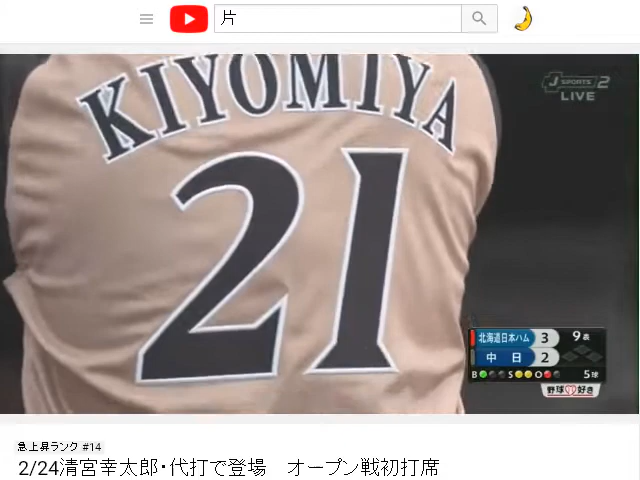 片
KIYOMIYA
21
J SPORTS 2
LIVE
北海道日本ハム 3
中日 2
9表
B S O 5球
野球好き
急上昇ランク #14
2/24清宮幸太郎・代打で登場 オープン戦初打席